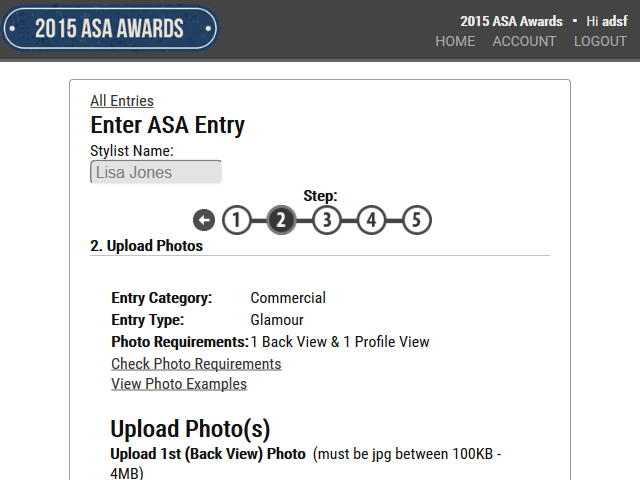 2015 ASA AWARDS
2015 ASA Awards • Hi adsf
HOME ACCOUNT LOGOUT
All Entries
Enter ASA Entry
Stylist Name:
Lisa Jones
Step:
1 2 3 4 5
2. Upload Photos
Entry Category: Commercial
Entry Type: Glamour
Photo Requirements: 1 Back View & 1 Profile View
Check Photo Requirements
View Photo Examples
Upload Photo(s)
Upload 1st (Back View) Photo (must be jpg between 100KB -
4MB)